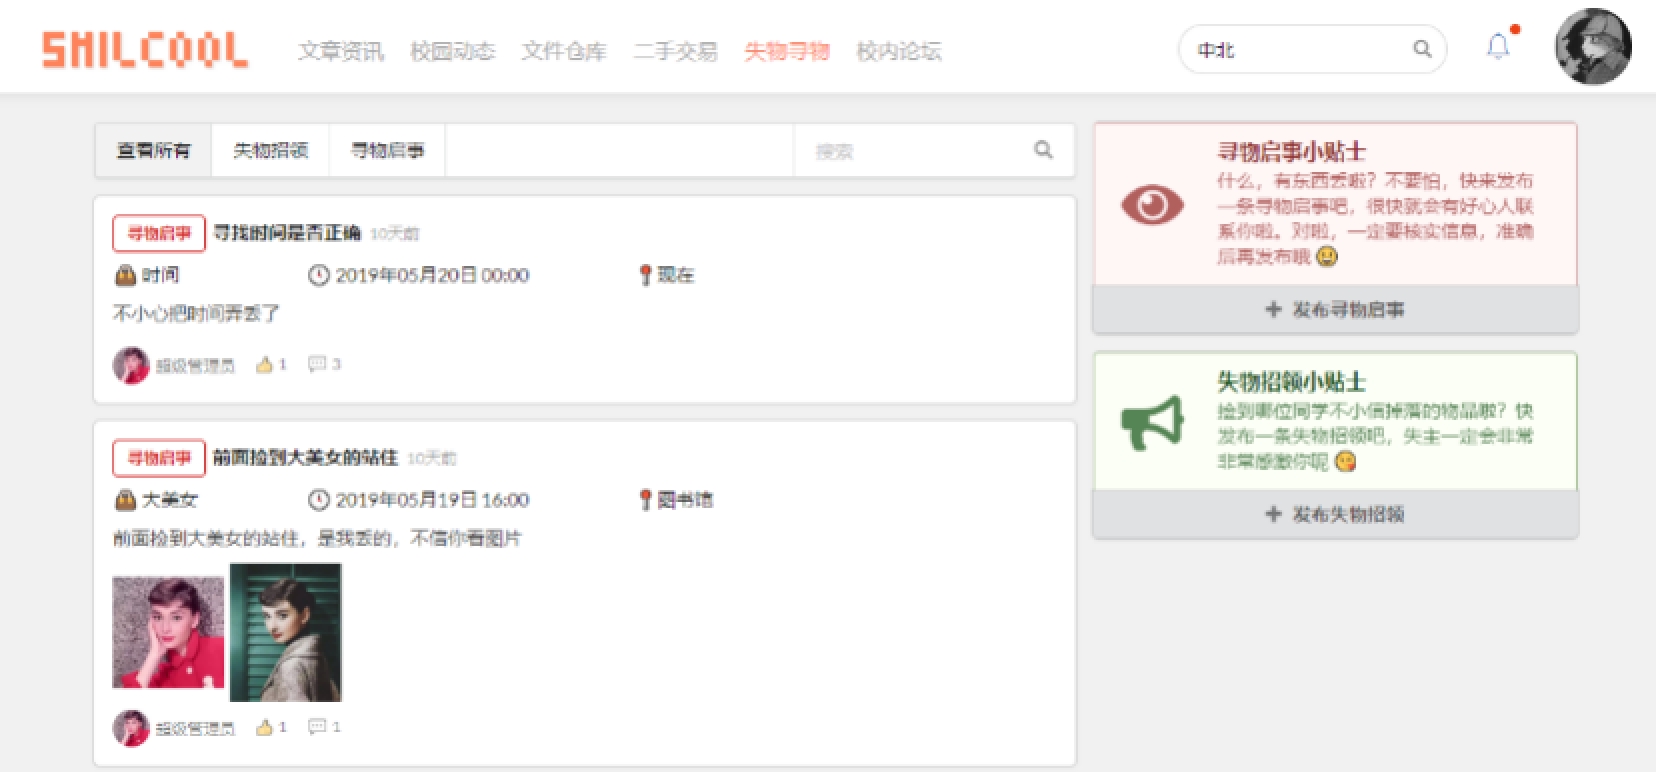 SMILCOOL 文章资讯 校园动态 文件仓库 二手交易 失物寻物 校内论坛 中北
查看所有 失物招领 寻物启事 搜索
寻物启事 寻找时间是否正确 10天前
时间 2019年05月20日 00:00 现在
不小心把时间弄丢了
超级管理员 1 3
寻物启事 前面捡到大美女的站住 10天前
大美女 2019年05月19日 16:00 图书馆
前面捡到大美女的站住，是我丢的，不信你看图片
超级管理员 1 1
寻物启事小贴士
什么，有东西丢啦？不要怕，快来发布
一条寻物启事吧，很快就会有好心人联
系你啦。对啦，一定要核实信息，准确
后再发布哦
+ 发布寻物启事
失物招领小贴士
捡到哪位同学不小信掉落的物品啦？快
发布一条失物招领吧，失主一定会非常
非常感激你呢
+ 发布失物招领